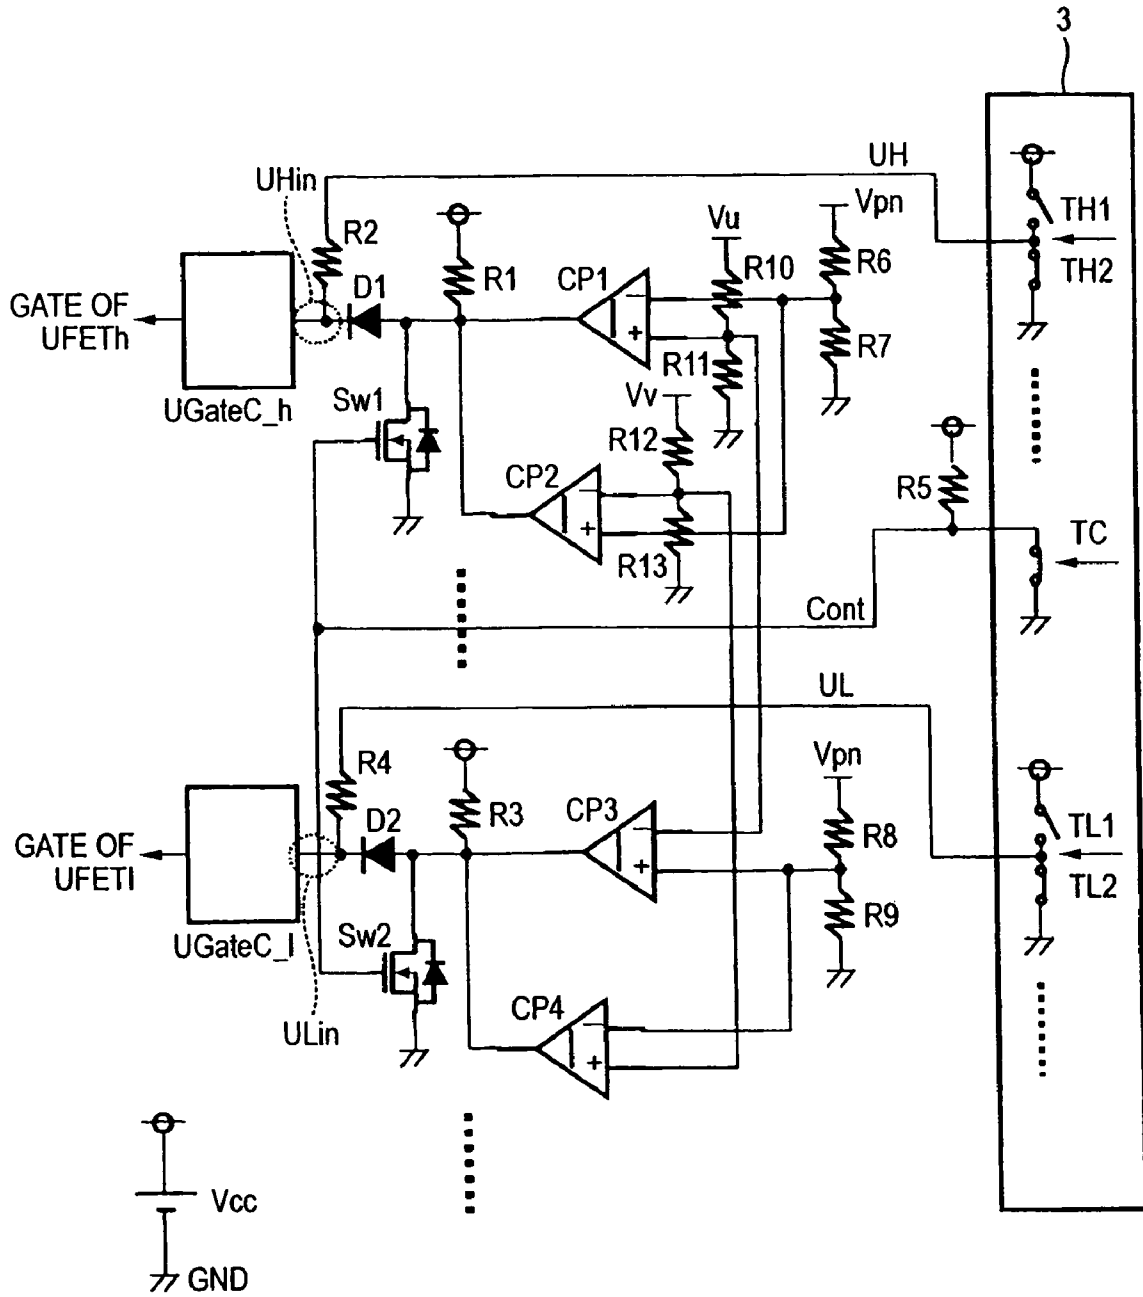 3
UH
UHin
Vpn
TH1
Vu
R2
R10
R6
TH2
R1
D1
CP1
GATE OF
UFETh
R11
R7
Vv
Sw1
UGateC_h
R12
CP2
R5
TC
R13
Cont
UL
Vpn
R4
TL1
R3
CP3
D2
R8
GATE OF
UFETl
TL2
R9
Sw2
UGateC_l
CP4
ULin
Vcc
GND
− + − + − + − +